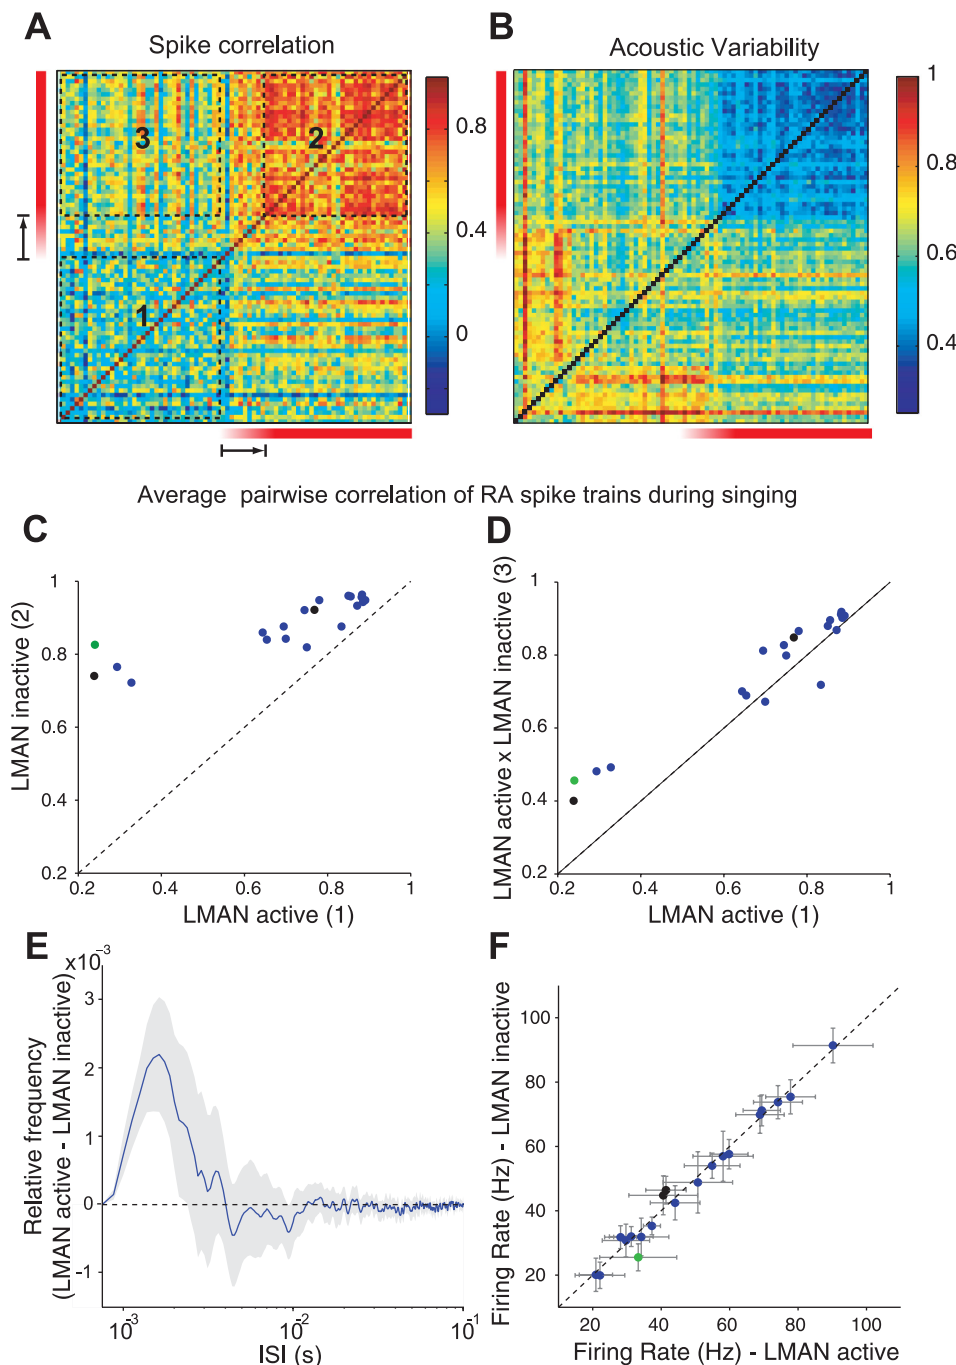 A
B
Spike correlation
Acoustic Variability
3
2
1
0.8
0.4
0
1
0.8
0.6
0.4
Average pairwise correlation of RA spike trains during singing
C
D
LMAN inactive (2)
1
0.8
0.6
0.4
0.2
0.2
0.4
0.6
0.8
1
LMAN active (1)
LMAN active x LMAN inactive (3)
1
0.8
0.6
0.4
0.2
0.2
0.4
0.6
0.8
1
LMAN active (1)
E
F
Relative frequency
(LMAN active - LMAN inactive)
x10⁻³
3
2
1
0
-1
10⁻³
10⁻²
10⁻¹
ISI (s)
Firing Rate (Hz) - LMAN inactive
100
80
60
40
20
20
40
60
80
100
Firing Rate (Hz) - LMAN active